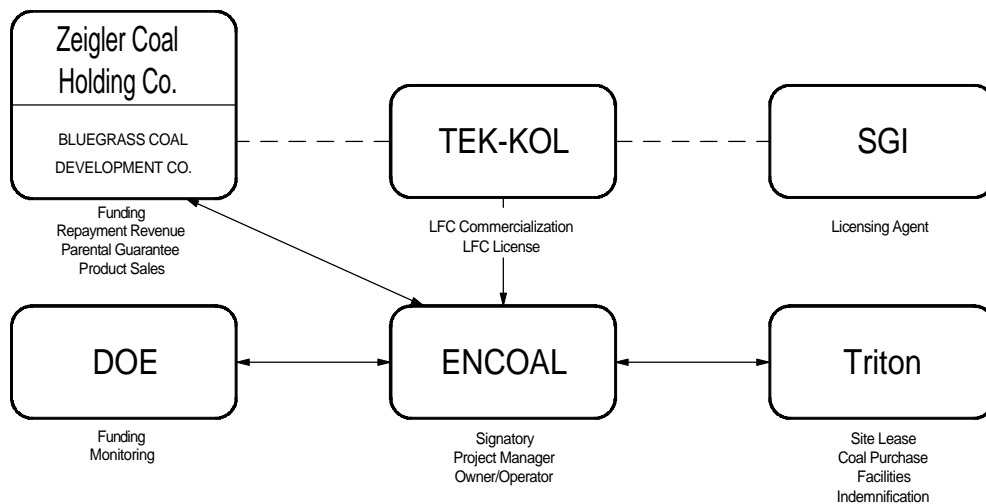 Zeigler Coal
Holding Co.
BLUEGRASS COAL
DEVELOPMENT CO.
Funding
Repayment Revenue
Parental Guarantee
Product Sales
TEK-KOL
LFC Commercialization
LFC License
SGI
Licensing Agent
DOE
Funding
Monitoring
ENCOAL
Signatory
Project Manager
Owner/Operator
Triton
Site Lease
Coal Purchase
Facilities
Indemnification